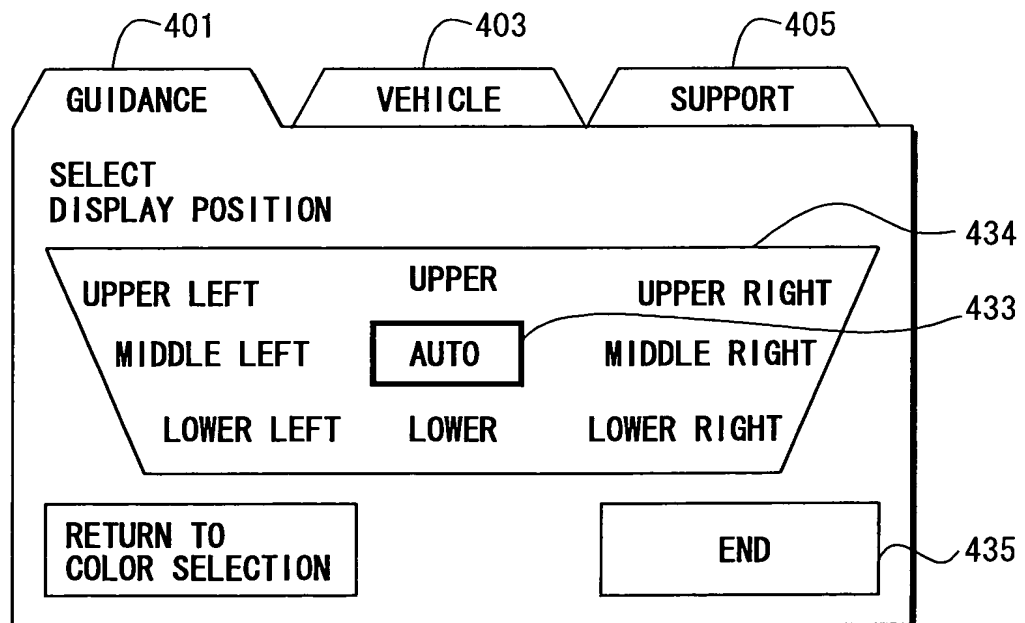 401
403
405
GUIDANCE
VEHICLE
SUPPORT
SELECT
DISPLAY POSITION
434
UPPER LEFT
UPPER
UPPER RIGHT
433
MIDDLE LEFT
AUTO
MIDDLE RIGHT
LOWER LEFT
LOWER
LOWER RIGHT
RETURN TO
COLOR SELECTION
END
435